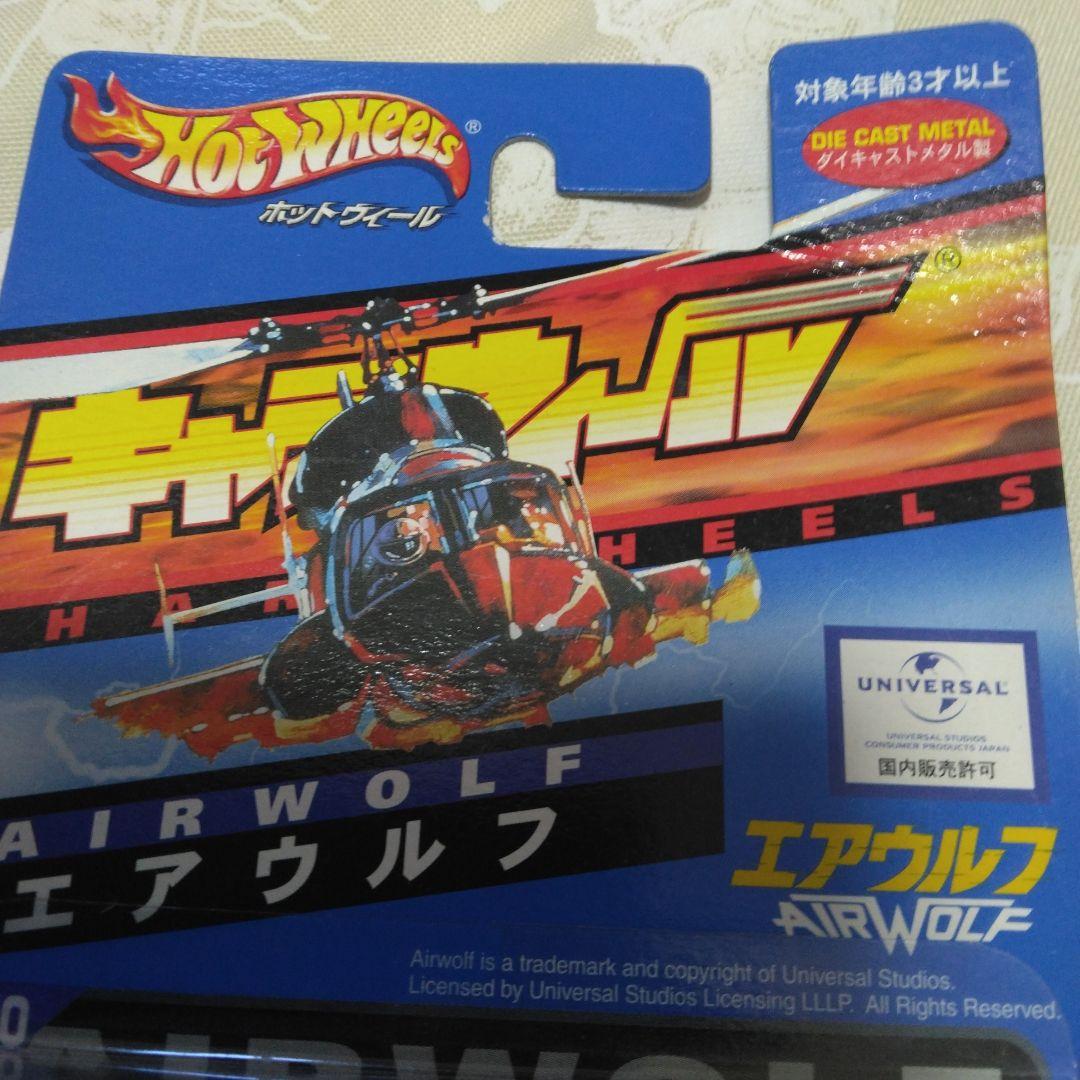 HOT WHEELS®
ホットウィール
対象年齢3才以上
DIE CAST METAL
ダイキャストメタル製
キャラウィール®
HEELS
UNIVERSAL
UNIVERSAL STUDIOS
CONSUMER PRODUCTS JAPAN
国内販売許可
AIRWOLF
エアウルフ
エアウルフ
AIRWOLF
Airwolf is a trademark and copyright of Universal Studios.
Licensed by Universal Studios Licensing LLLP. All Rights Reserved.
AIRWOLF